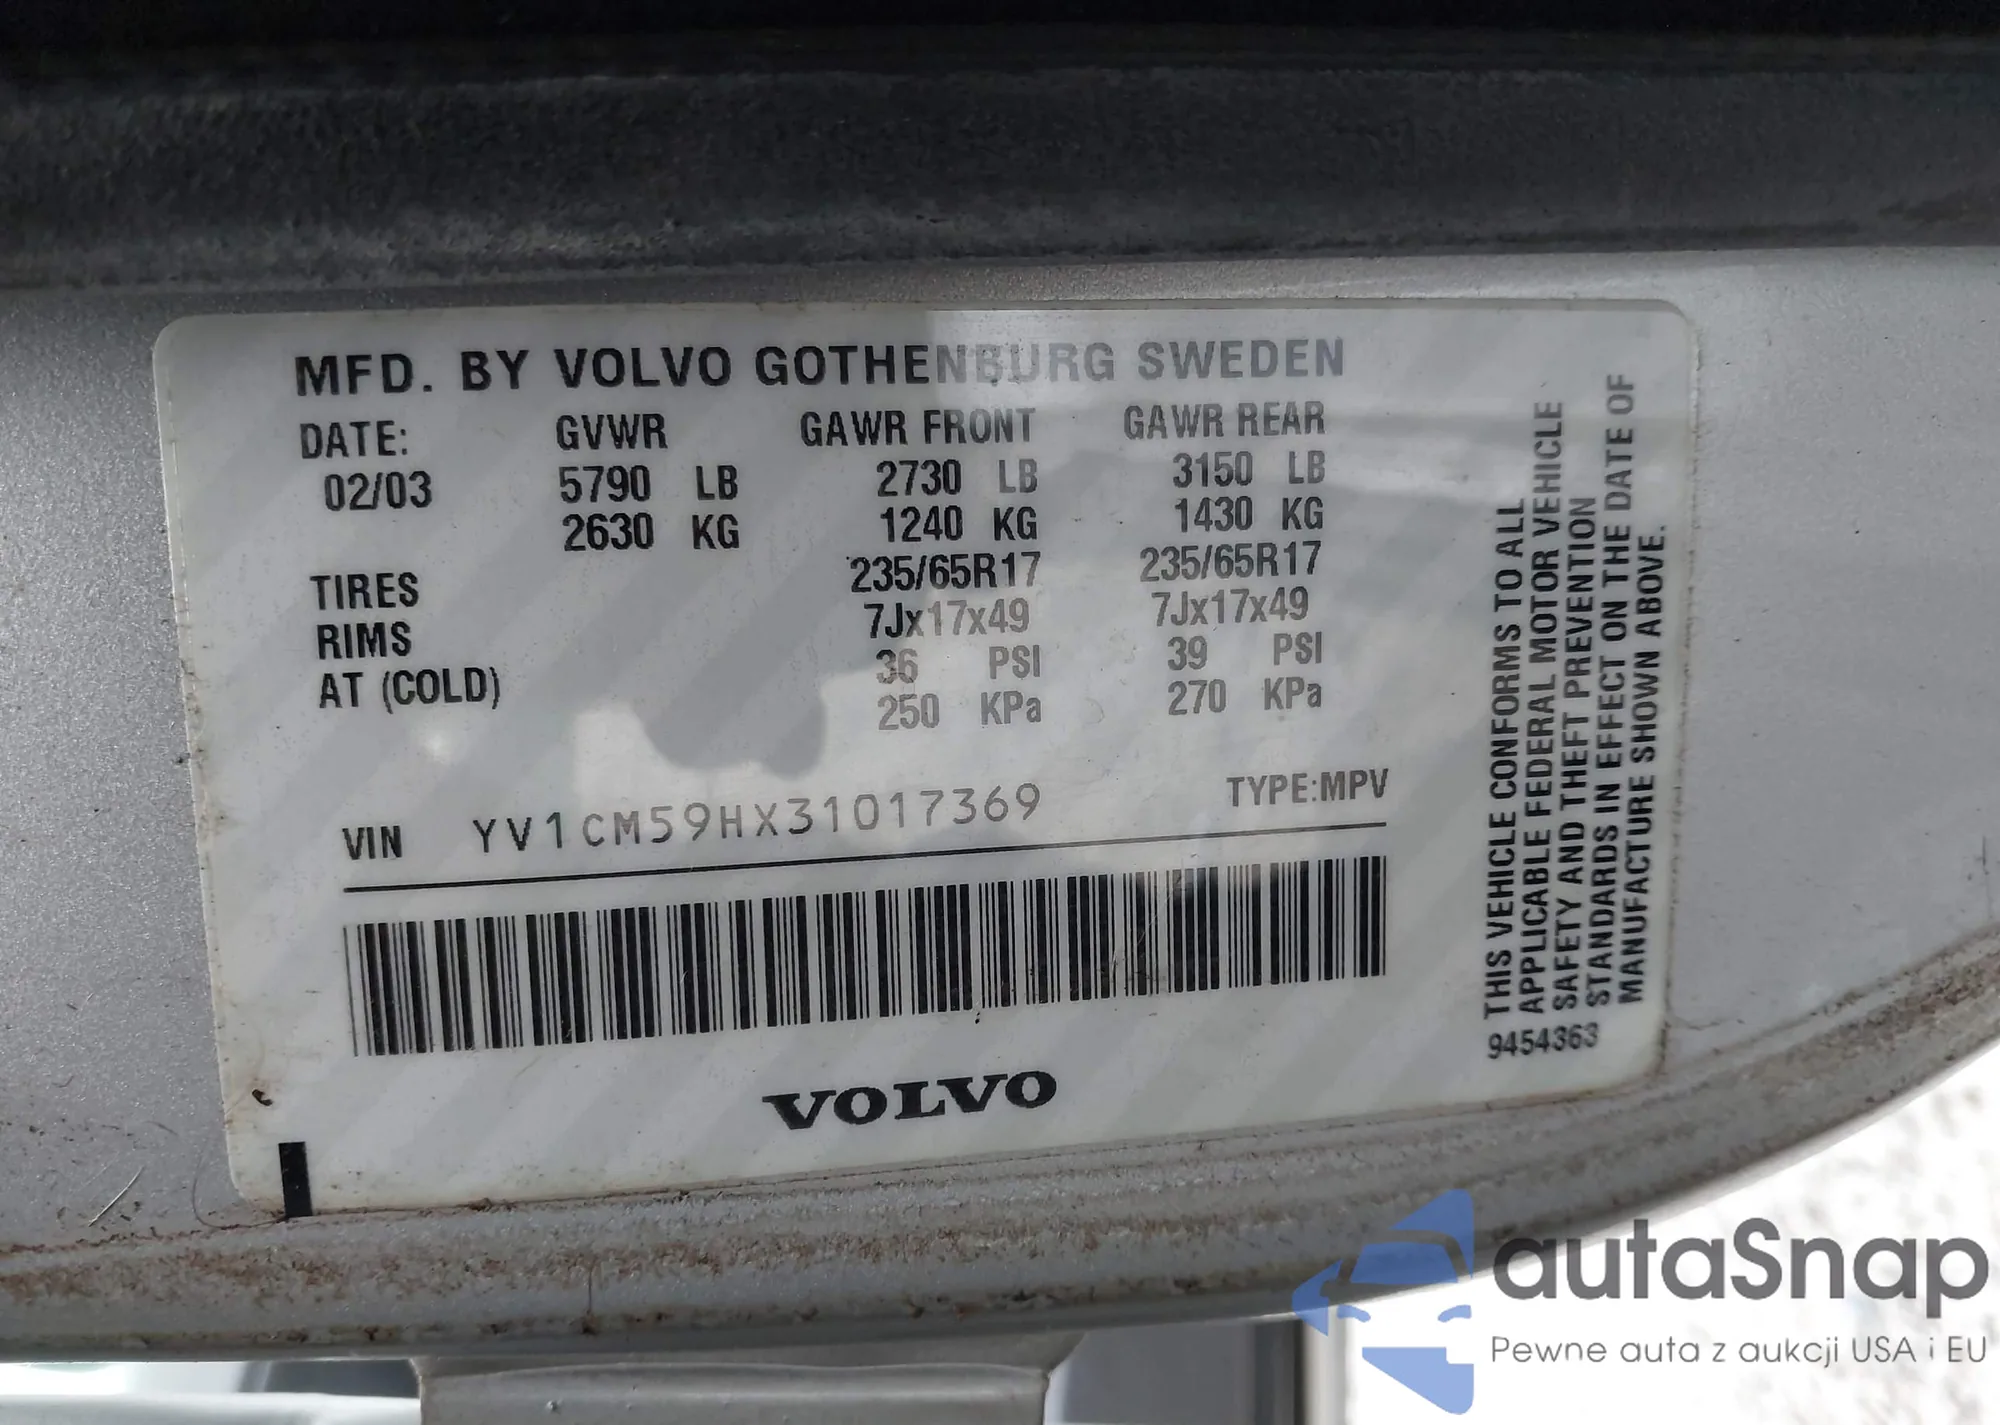 MFD. BY VOLVO GOTHENBURG SWEDEN
DATE: GVWR GAWR FRONT GAWR REAR
02/03 5790 LB 2730 LB 3150 LB
2630 KG 1240 KG 1430 KG
TIRES 235/65R17 235/65R17
RIMS 7Jx17x49 7Jx17x49
AT (COLD) 36 PSI 39 PSI
250 KPa 270 KPa
VIN YV1CM59HX31017369 TYPE:MPV
VOLVO
THIS VEHICLE CONFORMS TO ALL
APPLICABLE FEDERAL MOTOR VEHICLE
SAFETY AND THEFT PREVENTION
STANDARDS IN EFFECT ON THE DATE OF
MANUFACTURE SHOWN ABOVE.
9454363
autaSnap
Pewne auta z aukcji USA i EU